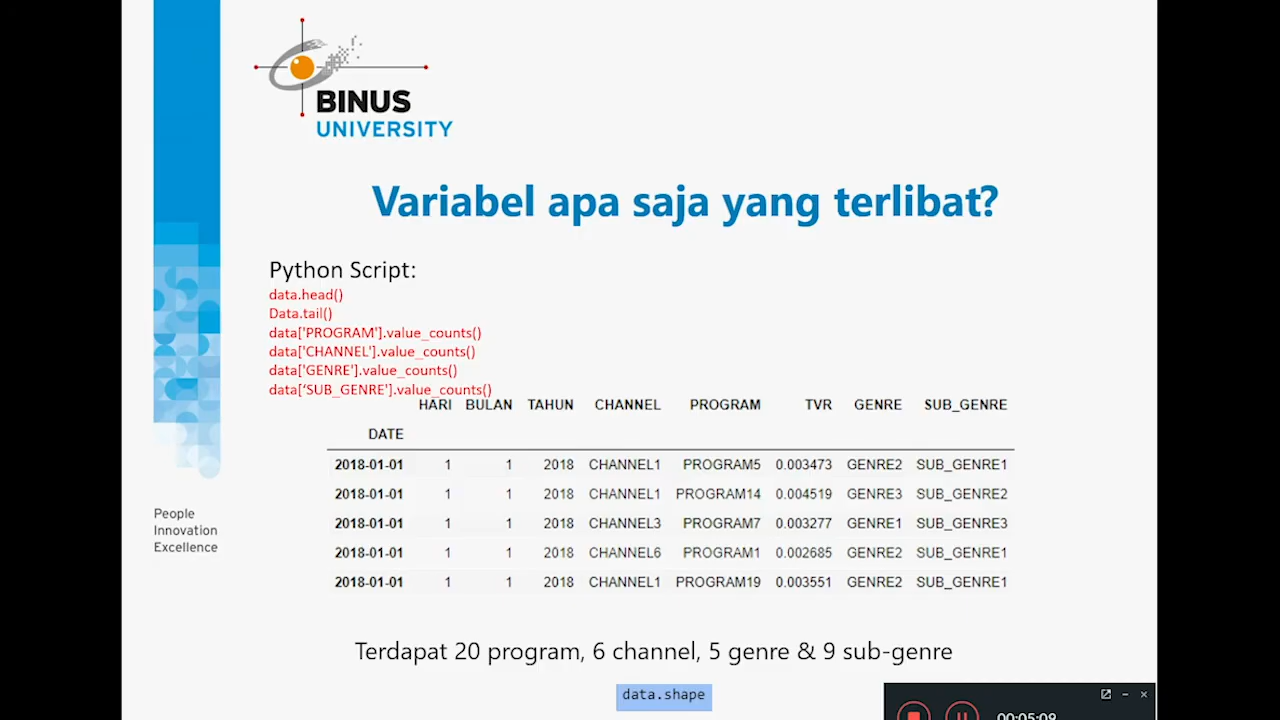 BINUS
UNIVERSITY
Variabel apa saja yang terlibat?
Python Script:
data.head()
Data.tail()
data['PROGRAM'].value_counts()
data['CHANNEL'].value_counts()
data['GENRE'].value_counts()
data[‘SUB_GENRE'].value_counts()
HARI BULAN TAHUN CHANNEL PROGRAM TVR GENRE SUB_GENRE
DATE
2018-01-01 1 1 2018 CHANNEL1 PROGRAM5 0.003473 GENRE2 SUB_GENRE1
2018-01-01 1 1 2018 CHANNEL1 PROGRAM14 0.004519 GENRE3 SUB_GENRE2
2018-01-01 1 1 2018 CHANNEL3 PROGRAM7 0.003277 GENRE1 SUB_GENRE3
2018-01-01 1 1 2018 CHANNEL6 PROGRAM1 0.002685 GENRE2 SUB_GENRE1
2018-01-01 1 1 2018 CHANNEL1 PROGRAM19 0.003551 GENRE2 SUB_GENRE1
People
Innovation
Excellence
Terdapat 20 program, 6 channel, 5 genre & 9 sub-genre
data.shape
00:05:09